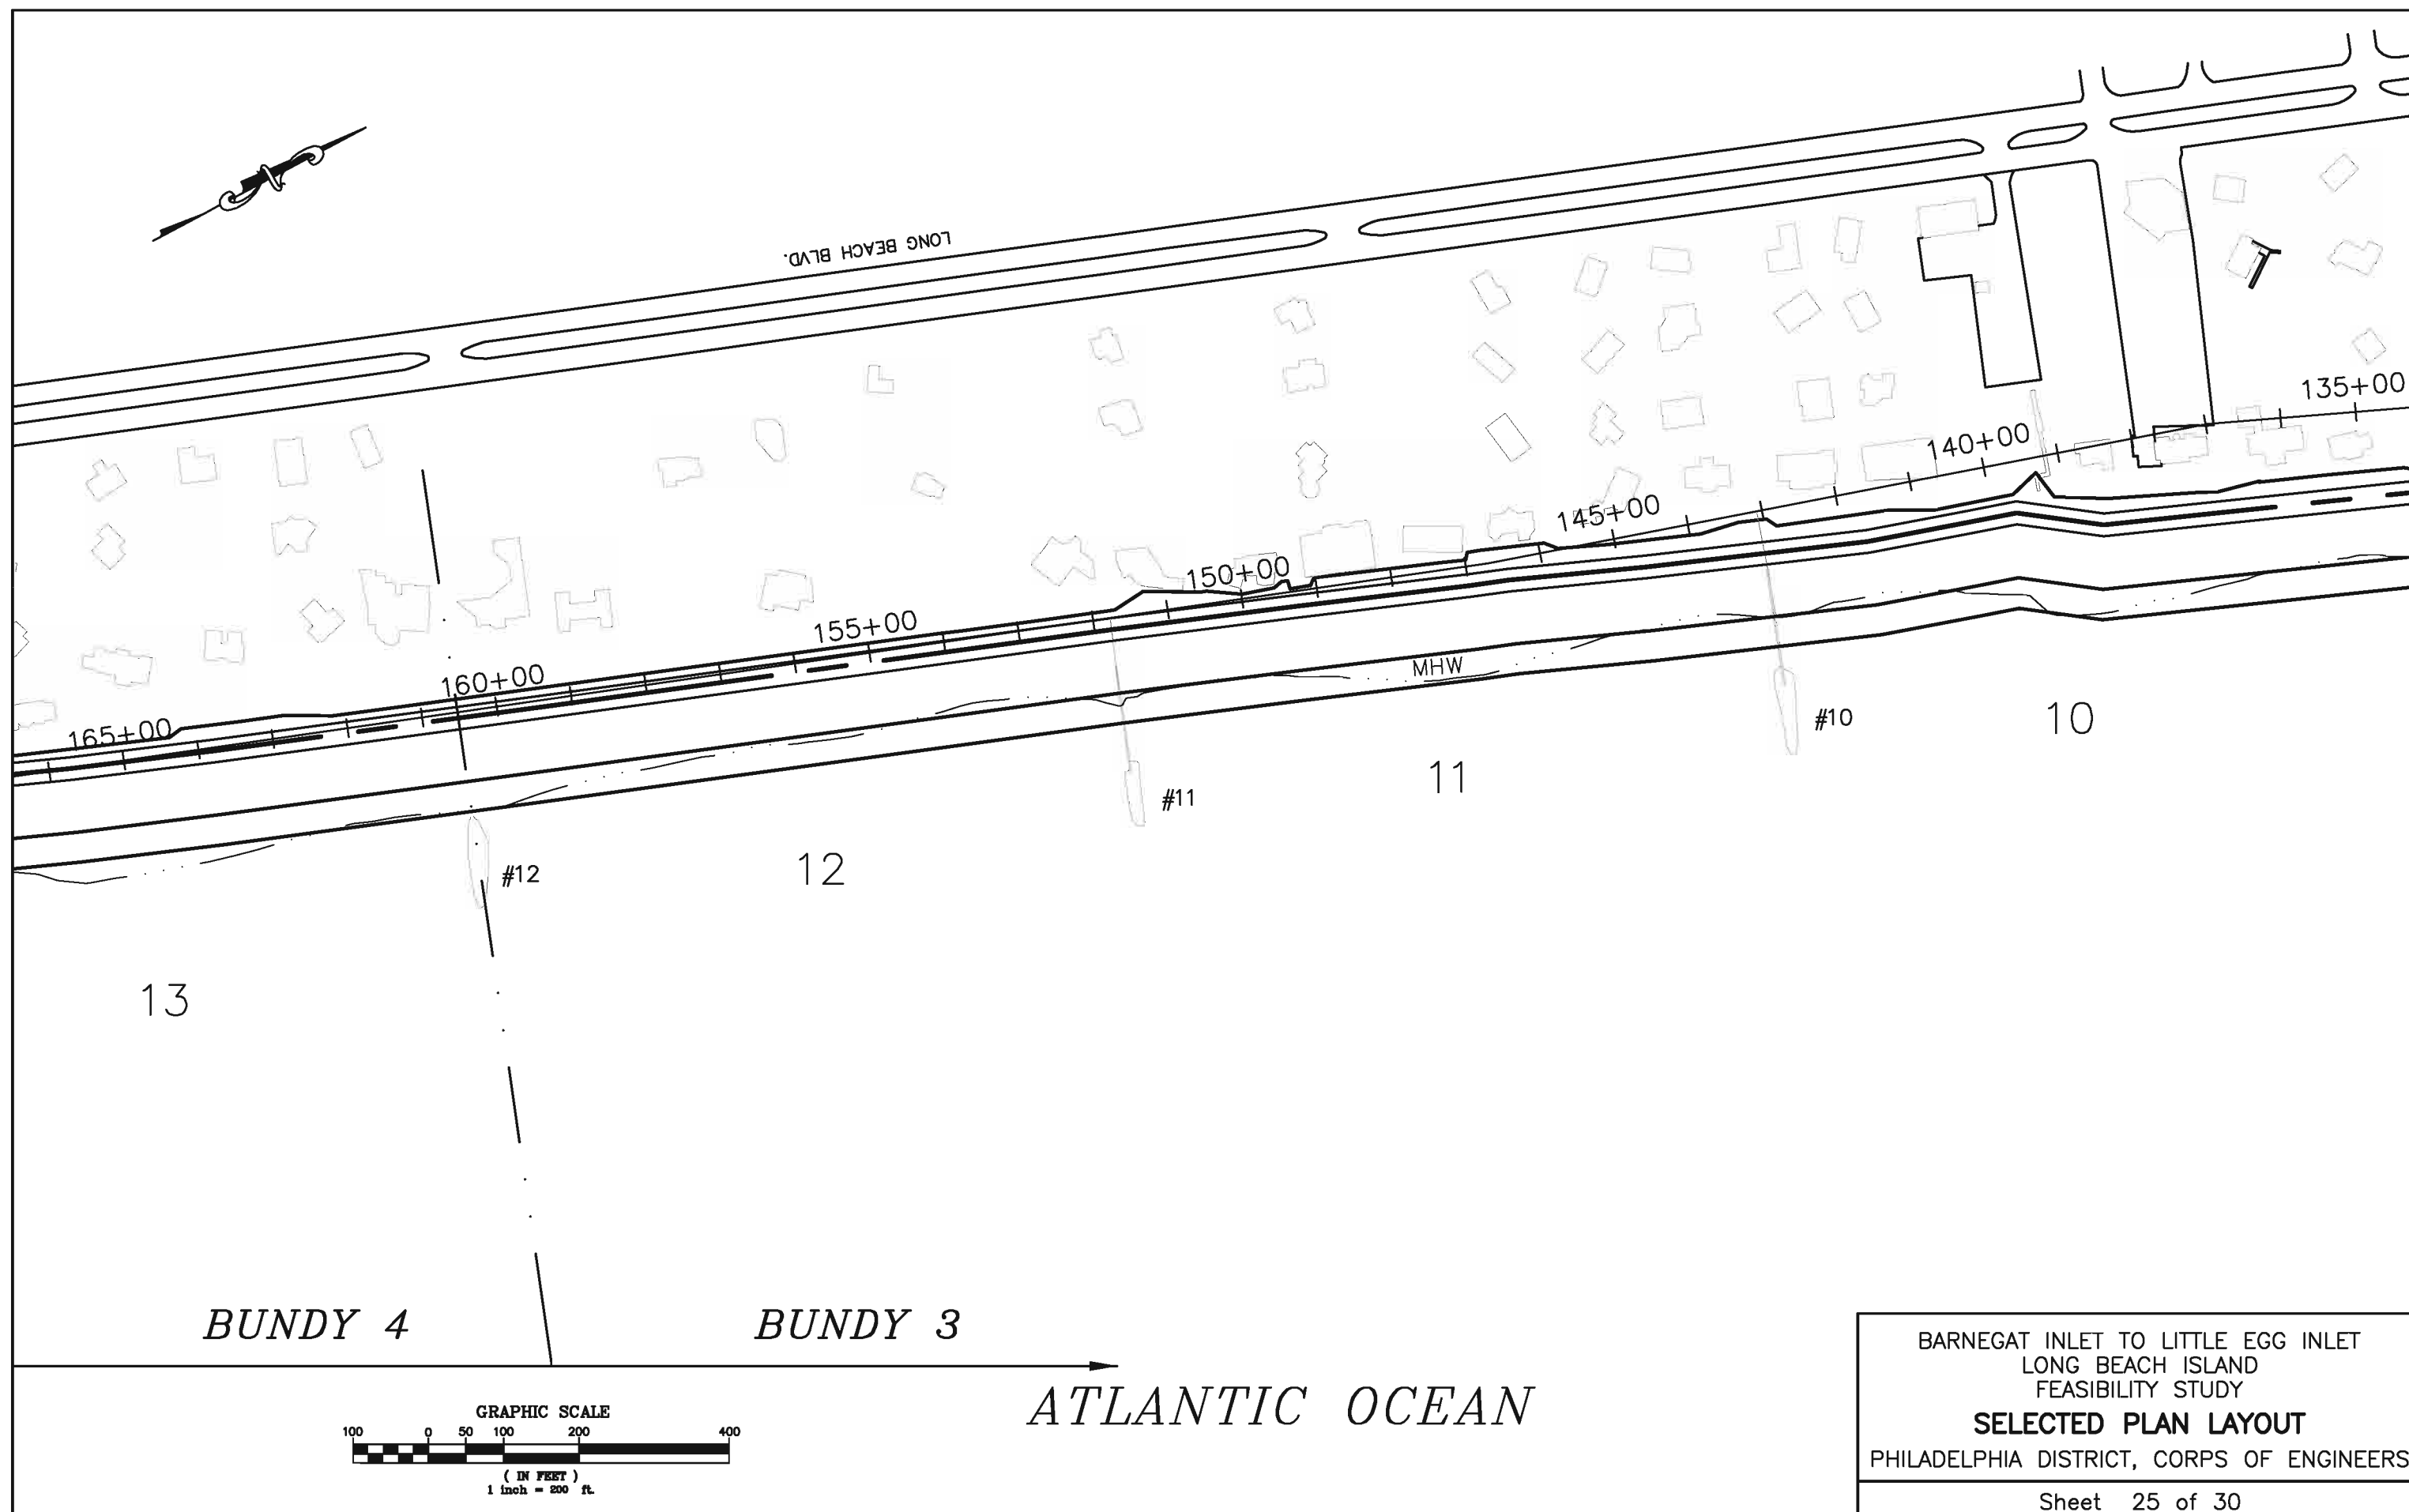 LONG BEACH BLVD.
135+00
140+00
145+00
150+00
155+00
160+00
165+00
MHW
#10
10
#11
11
#12
12
13
BUNDY 4
BUNDY 3
ATLANTIC OCEAN
GRAPHIC SCALE
100 0 50 100 200 400
( IN FEET )
1 inch = 200 ft.
BARNEGAT INLET TO LITTLE EGG INLET
LONG BEACH ISLAND
FEASIBILITY STUDY
SELECTED PLAN LAYOUT
PHILADELPHIA DISTRICT, CORPS OF ENGINEERS
Sheet 25 of 30